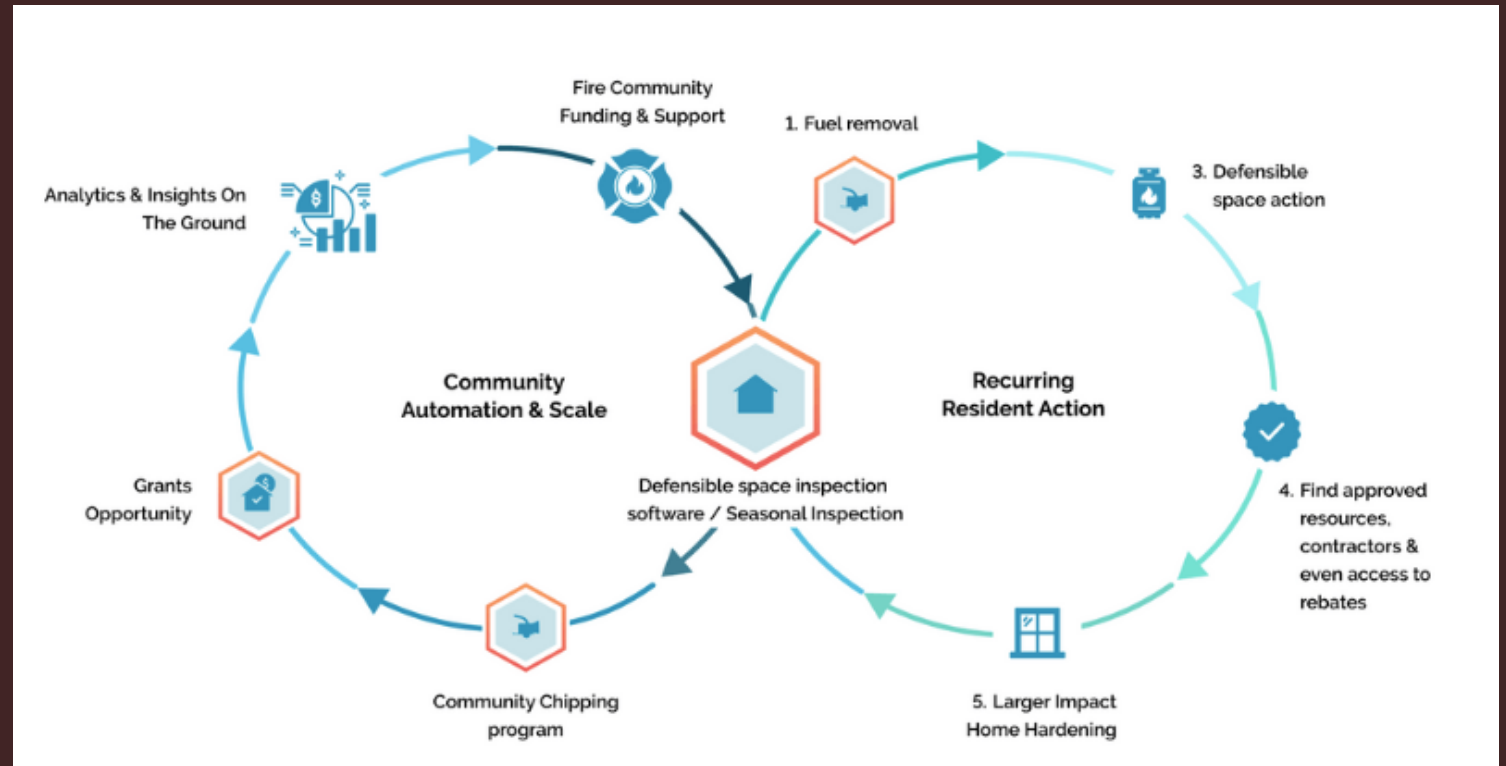 Fire Community
Funding & Support
1. Fuel removal
Analytics & Insights On
The Ground
3. Defensible
space action
Community
Automation & Scale
Recurring
Resident Action
Grants
Opportunity
Defensible space inspection
software / Seasonal Inspection
4. Find approved
resources,
contractors &
even access to
rebates
Community Chipping
program
5. Larger Impact
Home Hardening
$
$